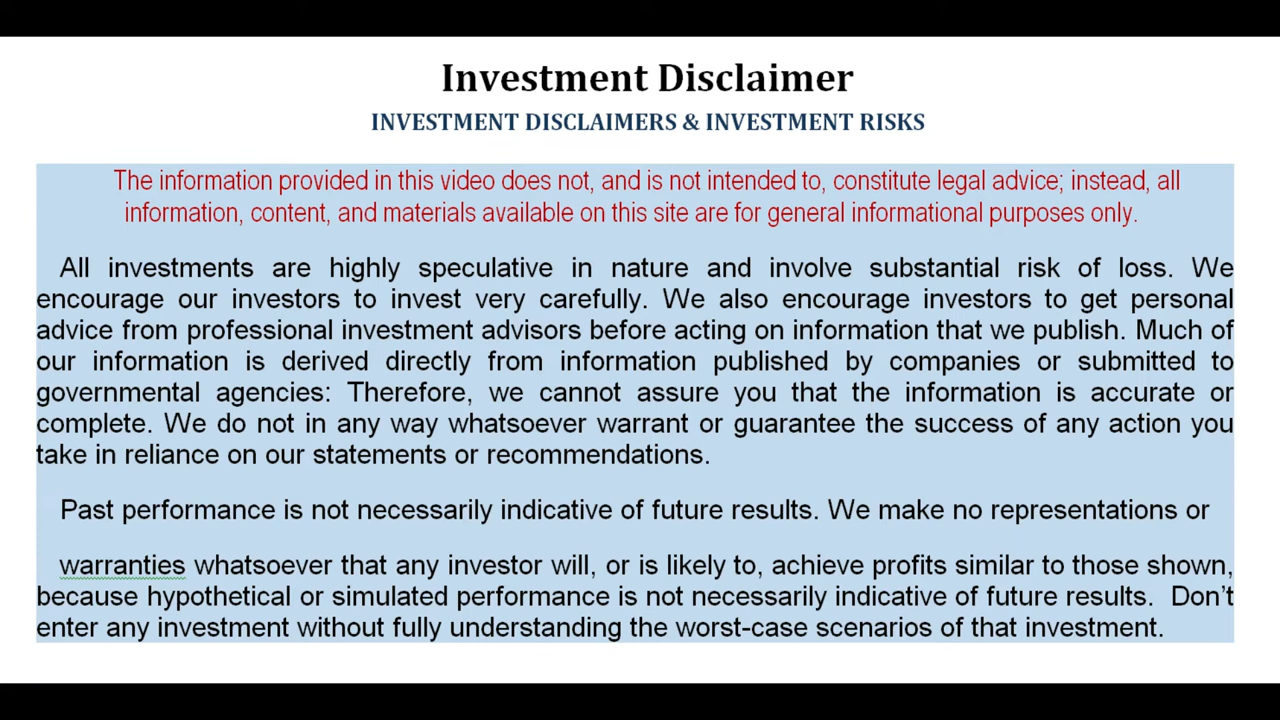 Investment Disclaimer
INVESTMENT DISCLAIMERS & INVESTMENT RISKS
The information provided in this video does not, and is not intended to, constitute legal advice; instead, all
information, content, and materials available on this site are for general informational purposes only.
All investments are highly speculative in nature and involve substantial risk of loss. We
encourage our investors to invest very carefully. We also encourage investors to get personal
advice from professional investment advisors before acting on information that we publish. Much of
our information is derived directly from information published by companies or submitted to
governmental agencies: Therefore, we cannot assure you that the information is accurate or
complete. We do not in any way whatsoever warrant or guarantee the success of any action you
take in reliance on our statements or recommendations.
Past performance is not necessarily indicative of future results. We make no representations or
warranties whatsoever that any investor will, or is likely to, achieve profits similar to those shown,
because hypothetical or simulated performance is not necessarily indicative of future results.  Don’t
enter any investment without fully understanding the worst-case scenarios of that investment.